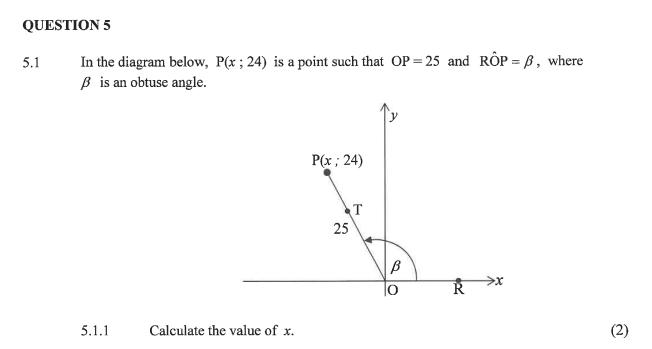 QUESTION 5
5.1 In the diagram below, P(x ; 24) is a point such that OP = 25 and RÔP = β, where
β is an obtuse angle.
y
P(x ; 24)
T
25
β
x
O
R
5.1.1 Calculate the value of x. (2)